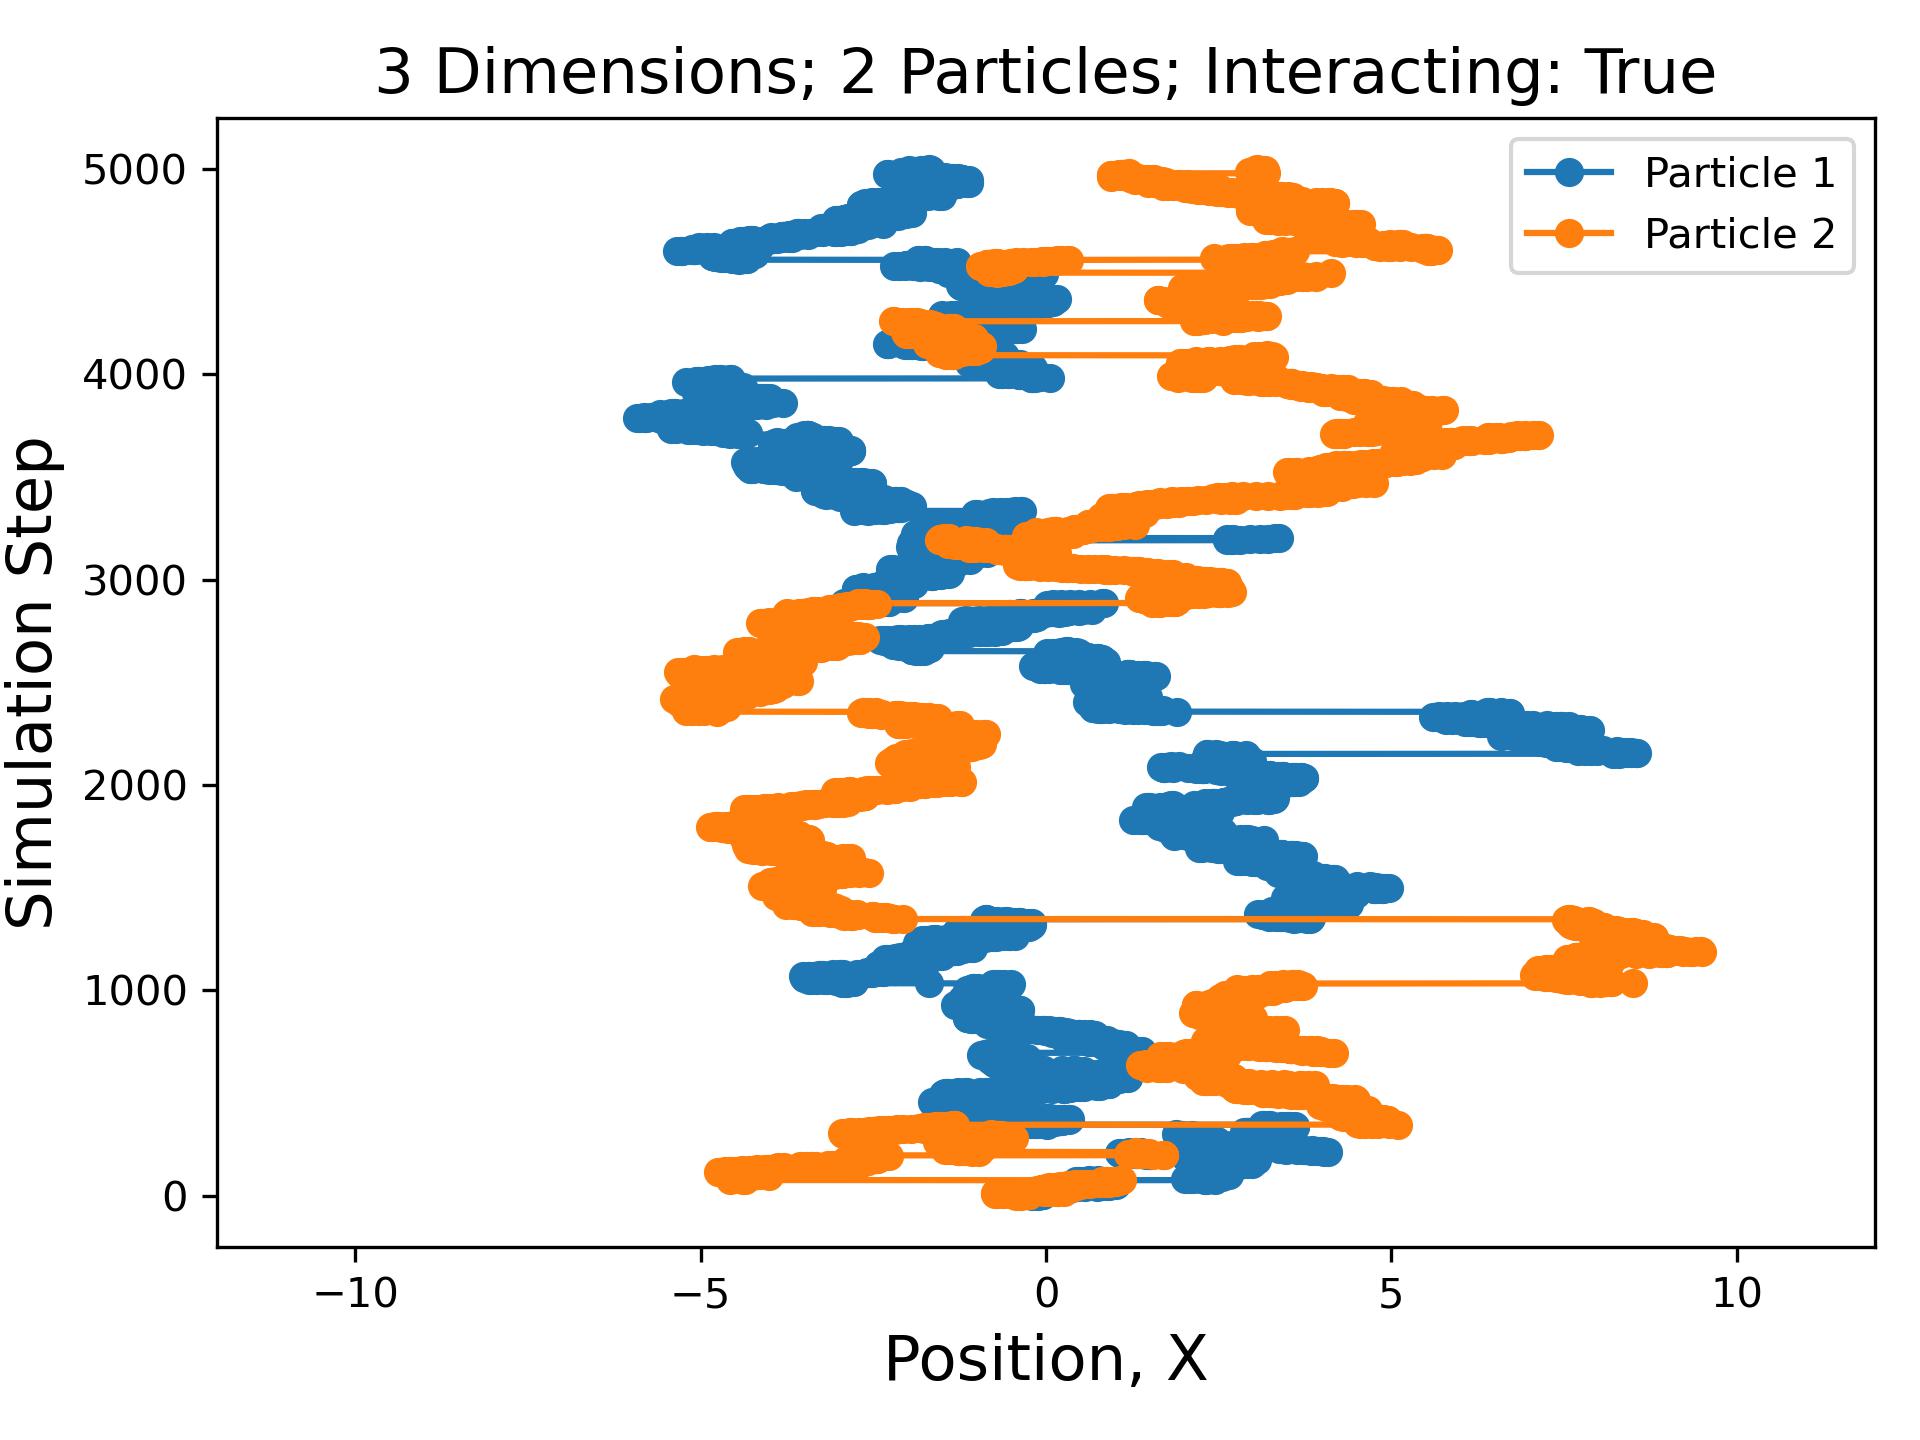 3 Dimensions; 2 Particles; Interacting: True
Particle 1
Particle 2
Simulation Step
5000
4000
3000
2000
1000
0
−10
−5
0
5
10
Position, X